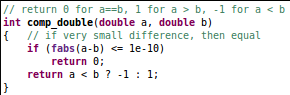 // return 0 for a==b, 1 for a > b, -1 for a < b
int comp_double(double a, double b)
{   // if very small difference, then equal
    if (fabs(a-b) <= 1e-10)
        return 0;
    return a < b ? -1 : 1;
}